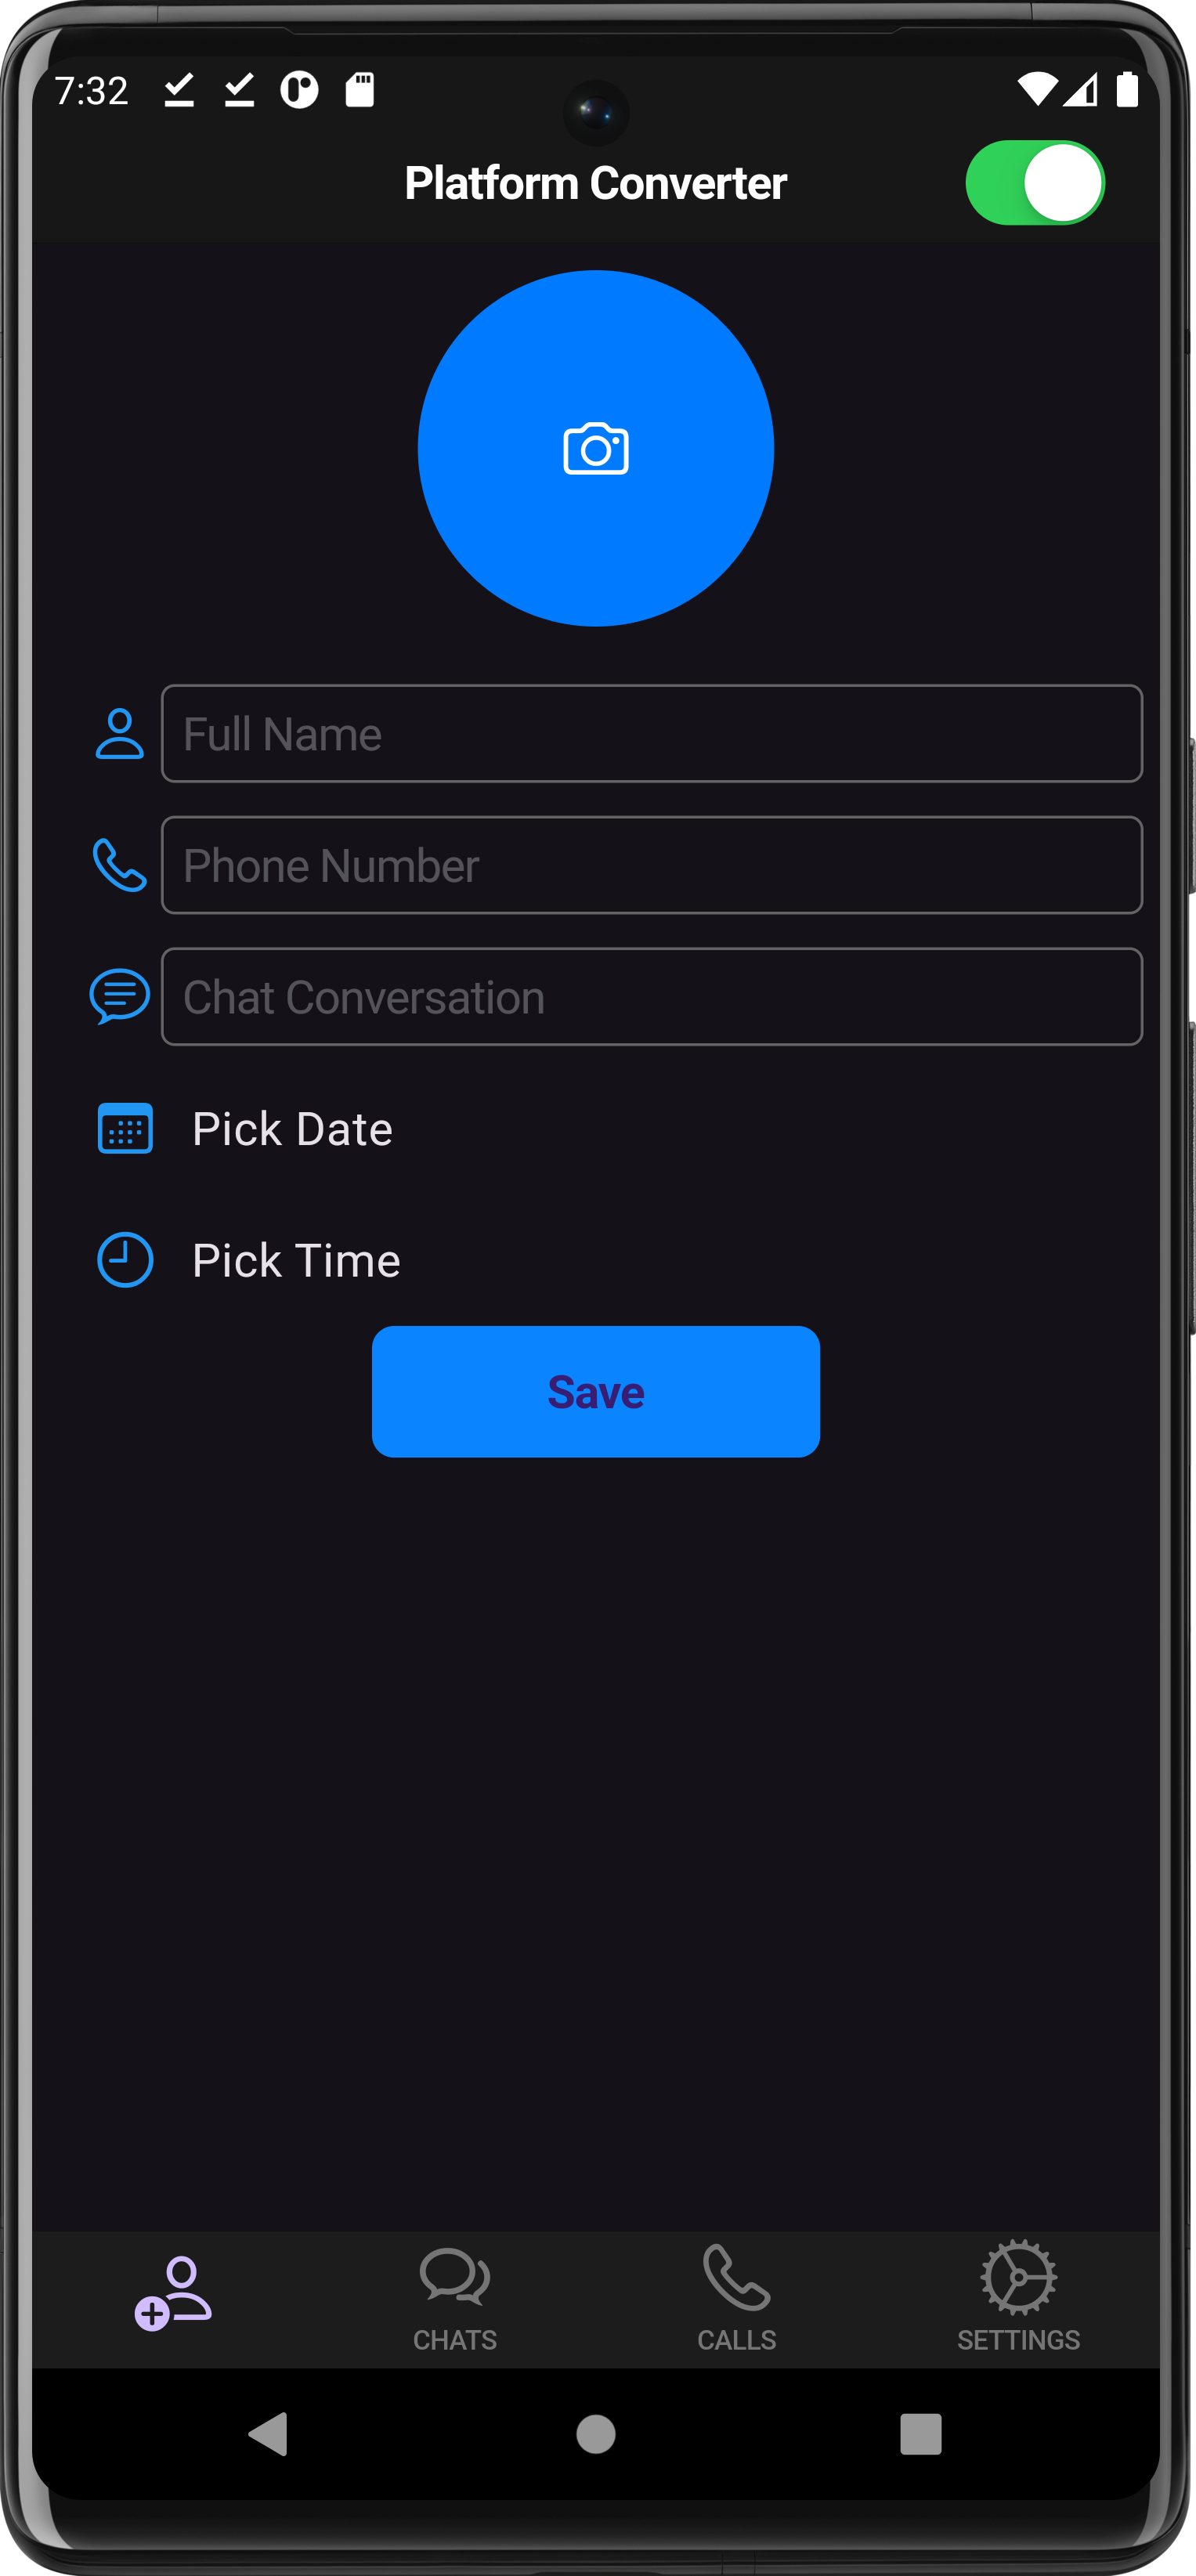 7:32
Platform Converter
Full Name
Phone Number
Chat Conversation
Pick Date
Pick Time
Save
CHATS
CALLS
SETTINGS